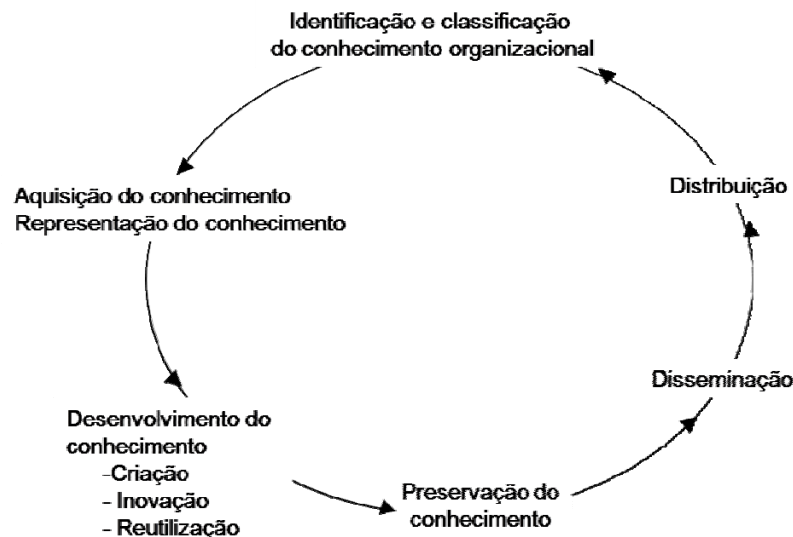 Identificação e classificação
do conhecimento organizacional
Aquisição do conhecimento
Representação do conhecimento
Desenvolvimento do
conhecimento
-Criação
- Inovação
- Reutilização
Preservação do
conhecimento
Disseminação
Distribuição